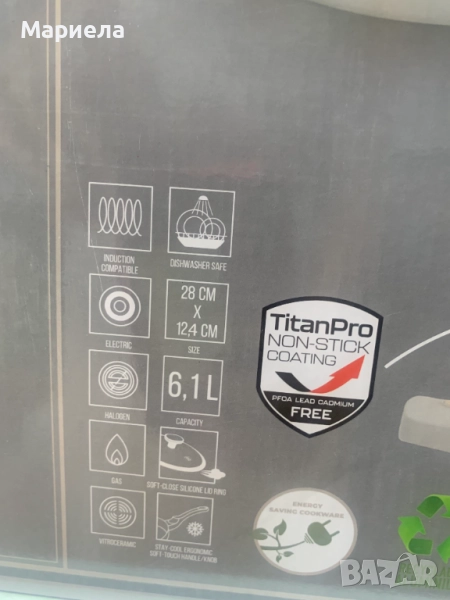 Мариела
INDUCTION
COMPATIBLE
DISHWASHER SAFE
28 CM
X
12,4 CM
ELECTRIC
SIZE
6,1 L
HALOGEN
CAPACITY
GAS
SOFT-CLOSE SILICONE LID RING
VITROCERAMIC
STAY-COOL ERGONOMIC
SOFT-TOUCH HANDLE/KNOB
TitanPro
NON-STICK
COATING
PFOA LEAD CADMIUM
FREE
ENERGY
SAVING COOKWARE
BAZAR